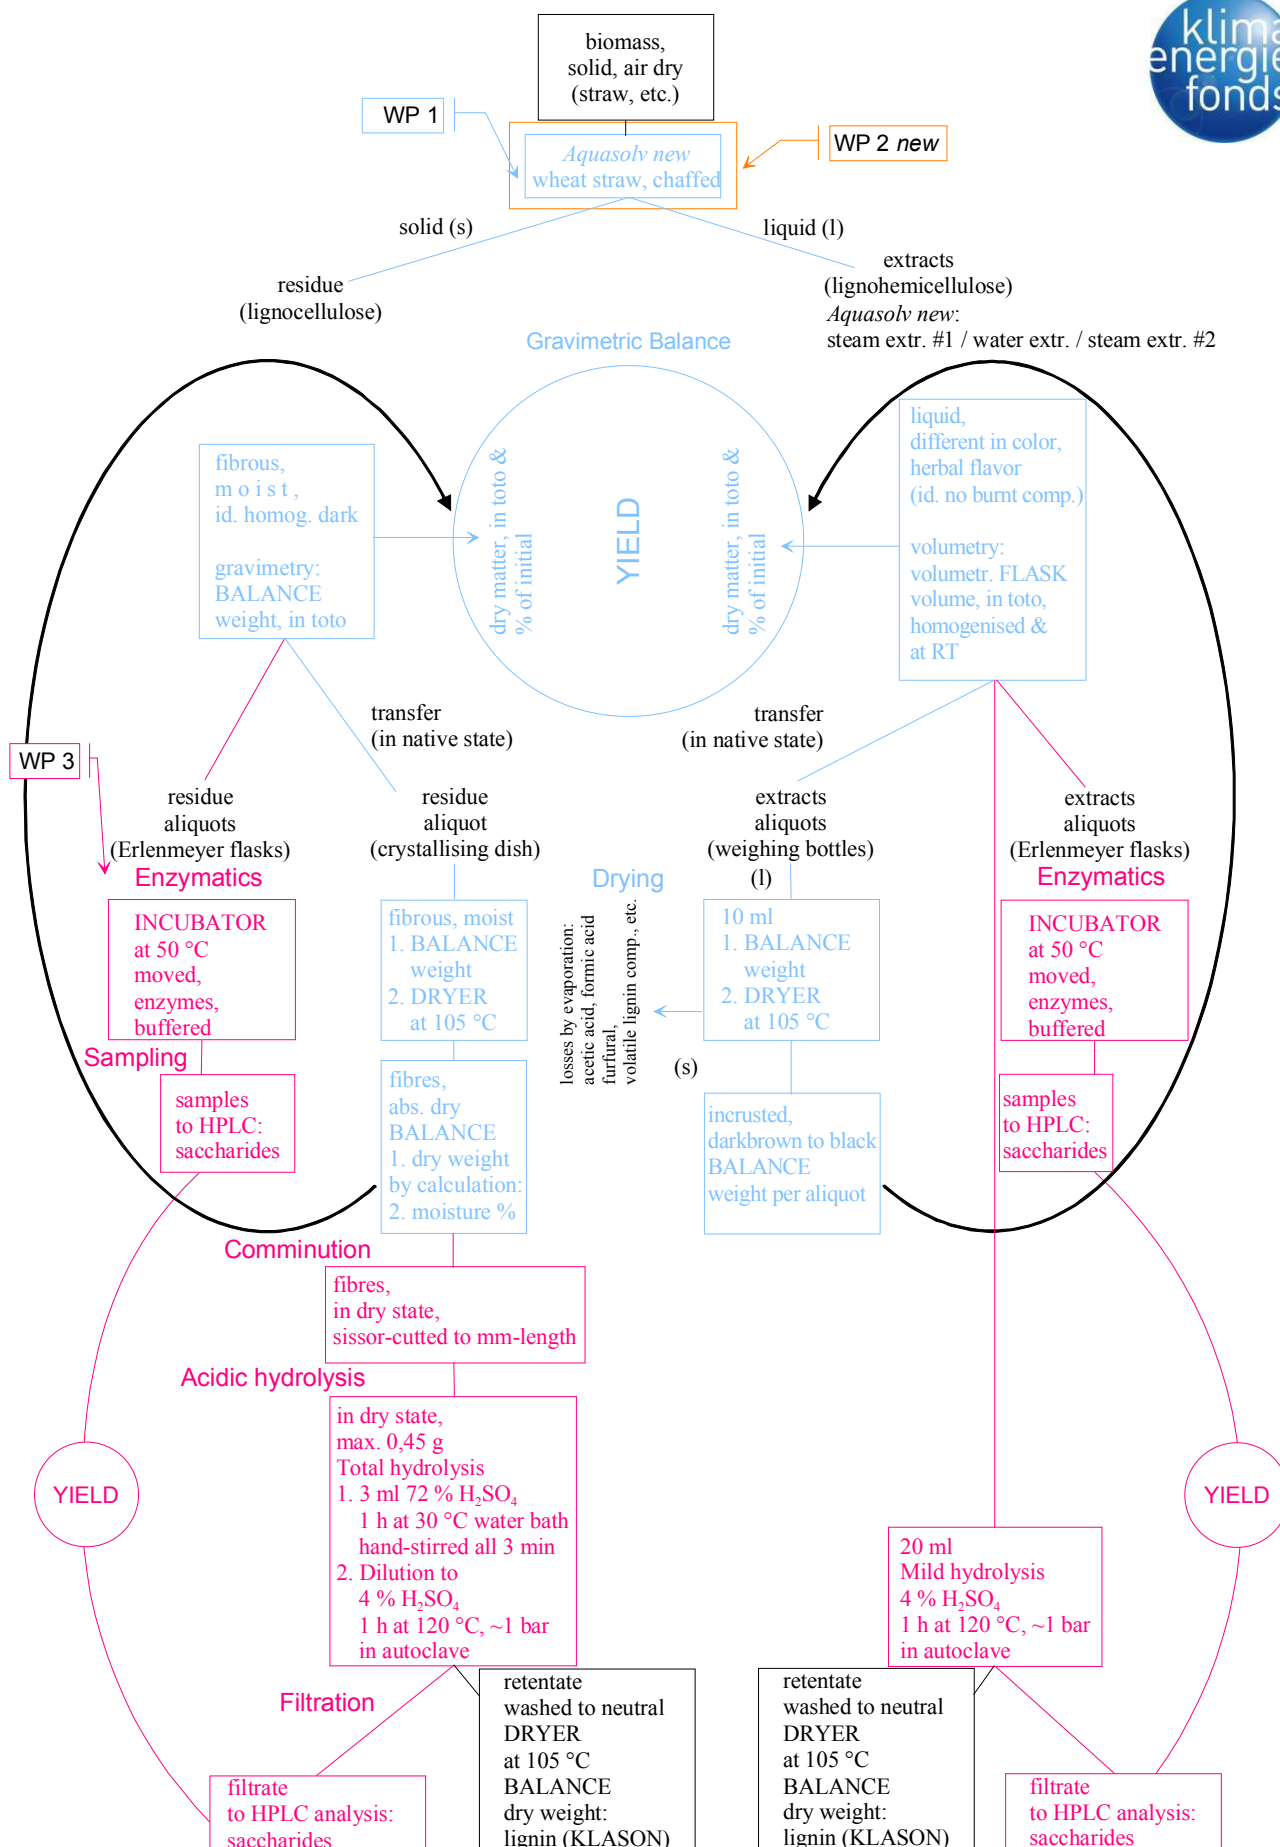 klima
energie
fonds
biomass,
solid, air dry
(straw, etc.)
WP 1
WP 2 new
Aquasolv new
wheat straw, chaffed
solid (s)
liquid (l)
residue
(lignocellulose)
extracts
(lignohemicellulose)
Aquasolv new:
steam extr. #1 / water extr. / steam extr. #2
Gravimetric Balance
fibrous,
m o i s t ,
id. homog. dark
gravimetry:
BALANCE
weight, in toto
dry matter, in toto &
% of initial
YIELD
dry matter, in toto &
% of initial
liquid,
different in color,
herbal flavor
(id. no burnt comp.)
volumetry:
volumetr. FLASK
volume, in toto,
homogenised &
at RT
transfer
(in native state)
transfer
(in native state)
WP 3
residue
aliquots
(Erlenmeyer flasks)
residue
aliquot
(crystallising dish)
extracts
aliquots
(weighing bottles)
extracts
aliquots
(Erlenmeyer flasks)
Enzymatics
Drying
(l)
Enzymatics
INCUBATOR
at 50 °C
moved,
enzymes,
buffered
fibrous, moist
1. BALANCE
weight
2. DRYER
at 105 °C
losses by evaporation:
acetic acid, formic acid
furfural,
volatile lignin comp., etc.
10 ml
1. BALANCE
weight
2. DRYER
at 105 °C
INCUBATOR
at 50 °C
moved,
enzymes,
buffered
Sampling
(s)
samples
to HPLC:
saccharides
fibres,
abs. dry
BALANCE
1. dry weight
by calculation:
2. moisture %
incrusted,
darkbrown to black
BALANCE
weight per aliquot
samples
to HPLC:
saccharides
Comminution
fibres,
in dry state,
sissor-cutted to mm-length
Acidic hydrolysis
in dry state,
max. 0,45 g
Total hydrolysis
1. 3 ml 72 % H₂SO₄
1 h at 30 °C water bath
hand-stirred all 3 min
2. Dilution to
4 % H₂SO₄
1 h at 120 °C, ~1 bar
in autoclave
YIELD
YIELD
20 ml
Mild hydrolysis
4 % H₂SO₄
1 h at 120 °C, ~1 bar
in autoclave
Filtration
retentate
washed to neutral
DRYER
at 105 °C
BALANCE
dry weight:
lignin (KLASON)
retentate
washed to neutral
DRYER
at 105 °C
BALANCE
dry weight:
lignin (KLASON)
filtrate
to HPLC analysis:
saccharides
filtrate
to HPLC analysis:
saccharides